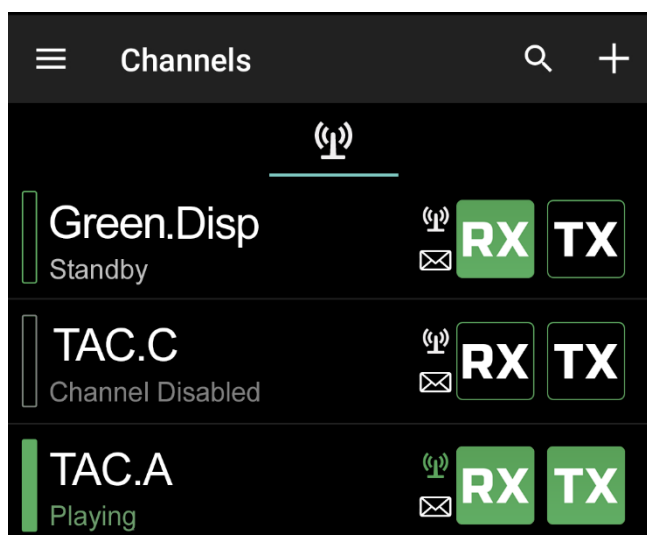 Channels
Green.Disp
Standby
RX TX
TAC.C
Channel Disabled
RX TX
TAC.A
Playing
RX TX